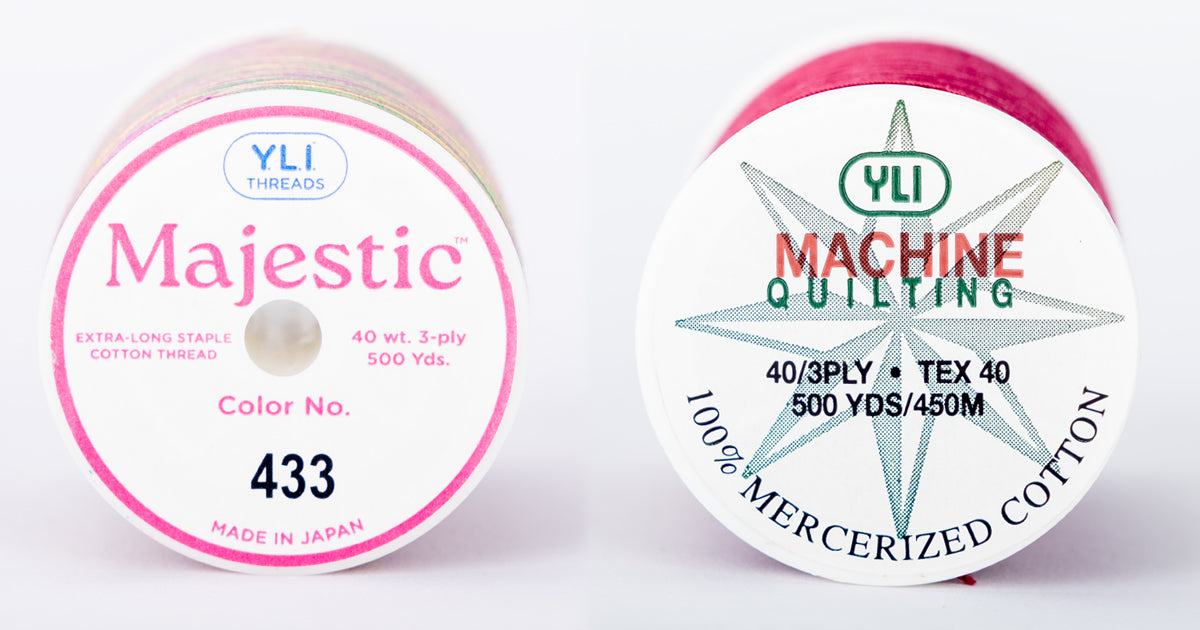 Y.L.I.
THREADS
Majestic™
EXTRA-LONG STAPLE
COTTON THREAD
40 wt. 3-ply
500 Yds.
Color No.
433
MADE IN JAPAN
YLI
MACHINE
QUILTING
40/3PLY • TEX 40
500 YDS/450M
100% MERCERIZED COTTON